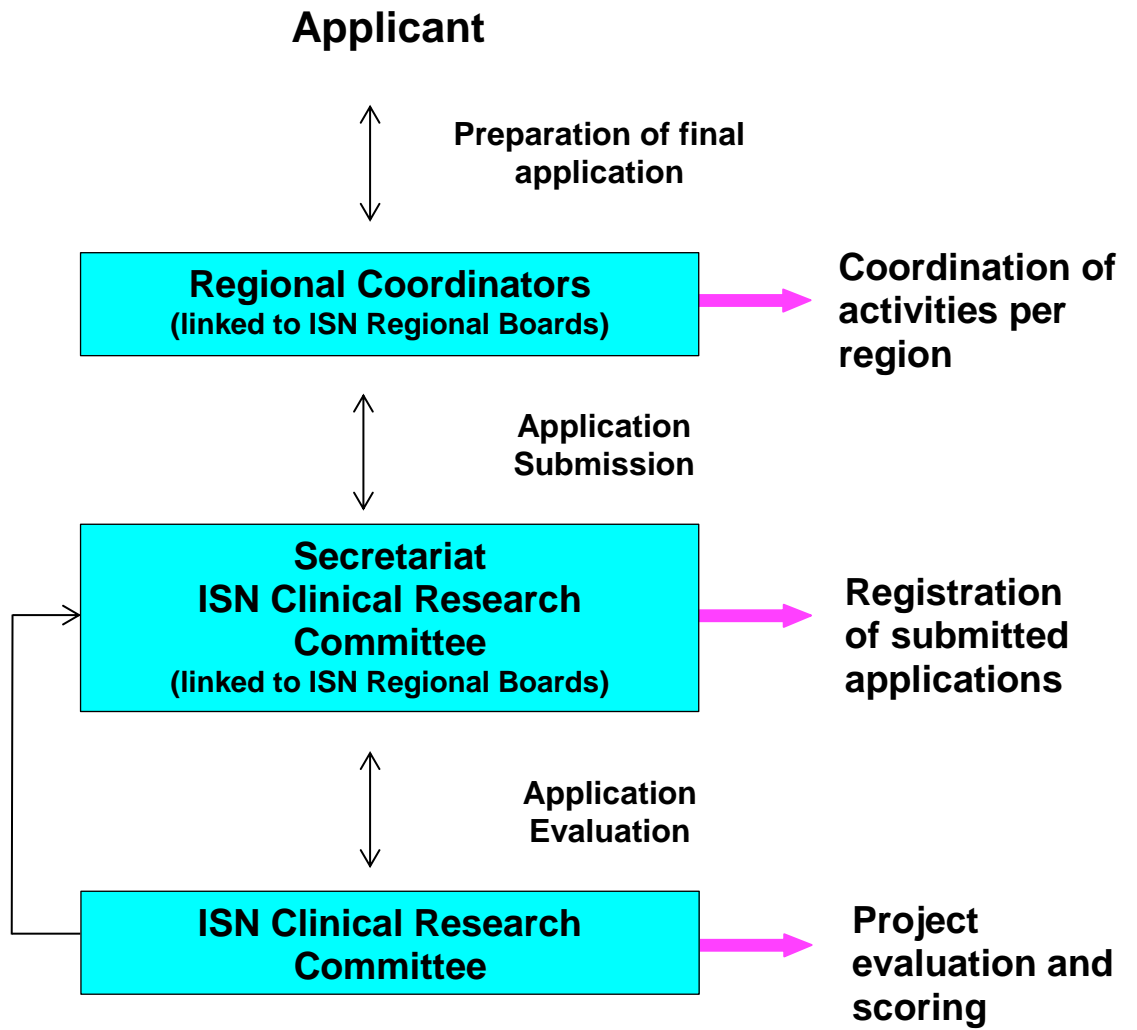 Applicant
Preparation of final
application
Regional Coordinators
(linked to ISN Regional Boards)
Coordination of
activities per
region
Application
Submission
Secretariat
ISN Clinical Research
Committee
(linked to ISN Regional Boards)
Registration
of submitted
applications
Application
Evaluation
ISN Clinical Research
Committee
Project
evaluation and
scoring